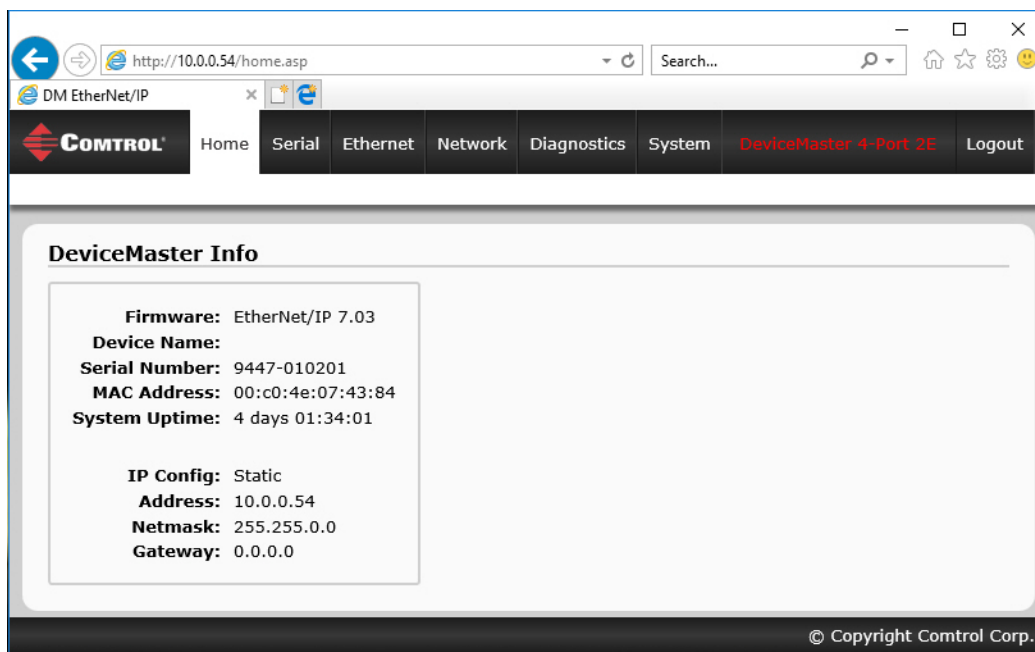 http://10.0.0.54/home.asp
Search...
DM EtherNet/IP
COMTROL
Home Serial Ethernet Network Diagnostics System DeviceMaster 4-Port 2E Logout
DeviceMaster Info
Firmware: EtherNet/IP 7.03
Device Name:
Serial Number: 9447-010201
MAC Address: 00:c0:4e:07:43:84
System Uptime: 4 days 01:34:01
IP Config: Static
Address: 10.0.0.54
Netmask: 255.255.0.0
Gateway: 0.0.0.0
© Copyright Comtrol Corp.